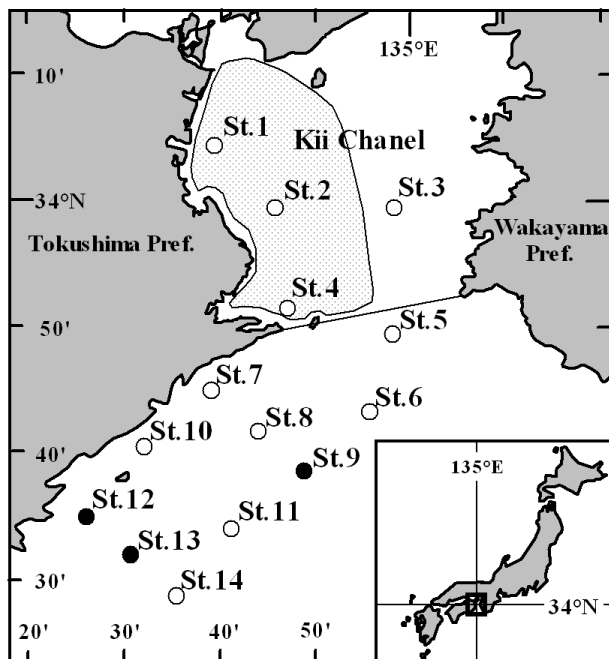 135°E
10'
St.1
Kii Chanel
34°N
St.2
St.3
Tokushima Pref.
Wakayama
Pref.
St.4
St.5
50'
St.7
St.6
St.10
St.8
40'
St.9
135°E
St.12
St.11
St.13
30'
St.14
34°N
20'
30'
40'
50'